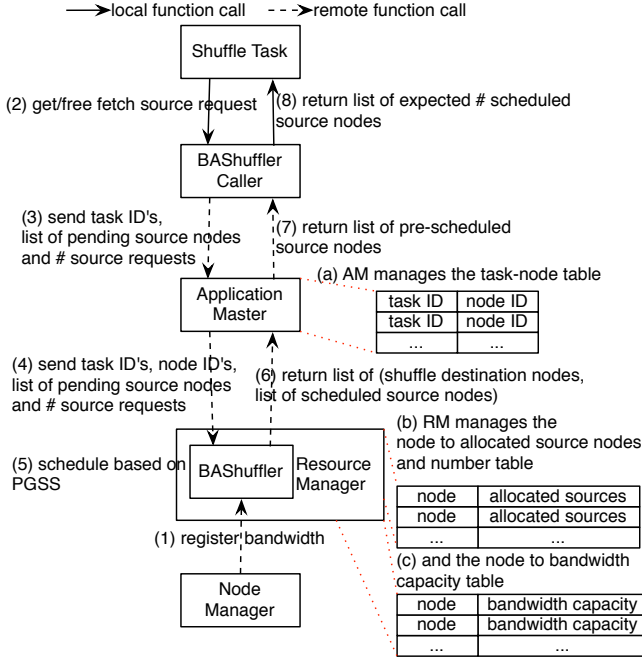 local function call
remote function call
Shuffle Task
(2) get/free fetch source request
(8) return list of expected # scheduled
source nodes
BAShuffler
Caller
(3) send task ID's,
list of pending source nodes
and # source requests
(7) return list of pre-scheduled
source nodes
(a) AM manages the task-node table
Application
Master
task ID node ID
task ID node ID
... ...
(4) send task ID's, node ID's,
list of pending source nodes
and # source requests
(6) return list of (shuffle destination nodes,
list of scheduled source nodes)
(b) RM manages the
node to allocated source nodes
and number table
(5) schedule based on
PGSS
BAShuffler
Resource
Manager
node allocated sources
node allocated sources
... ...
(1) register bandwidth
(c) and the node to bandwidth
capacity table
Node
Manager
node bandwidth capacity
node bandwidth capacity
... ...